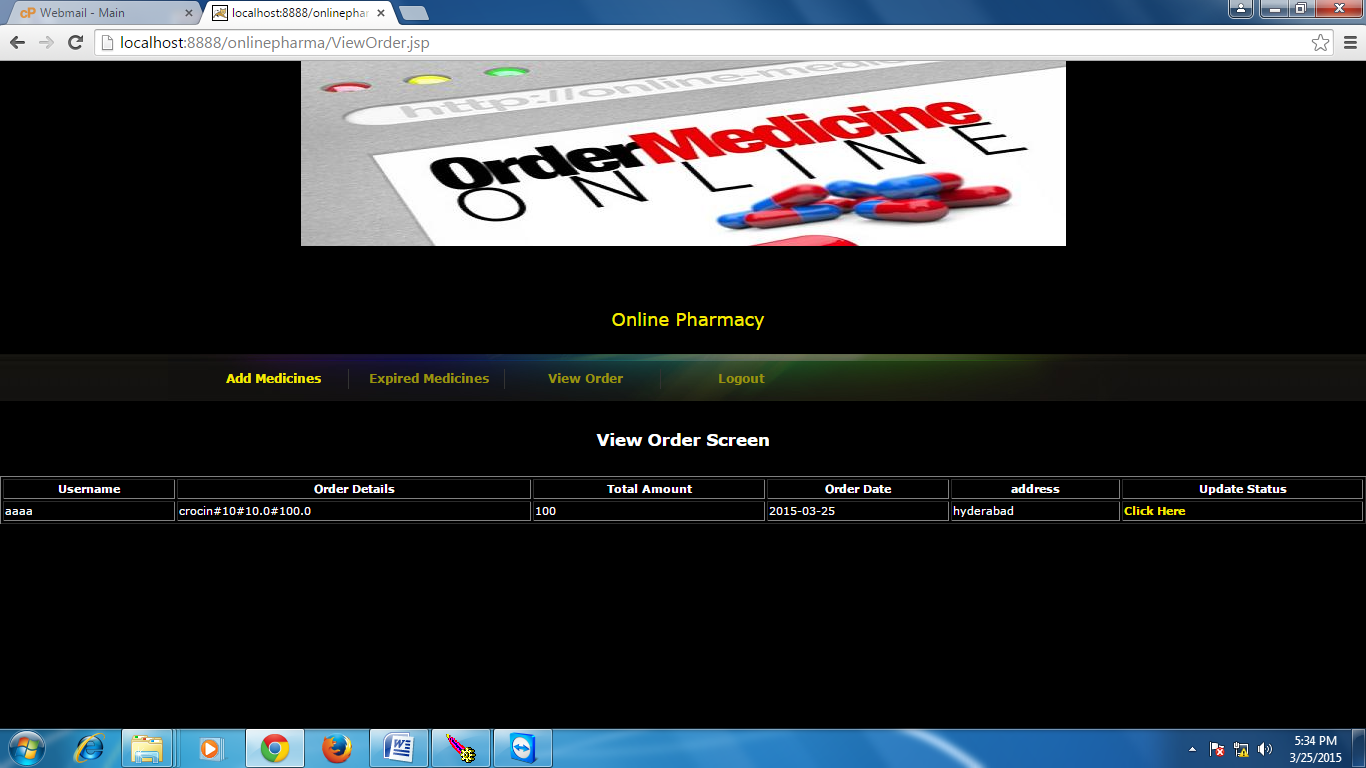 Webmail - Main
localhost:8888/onlinephar
localhost:8888/onlinepharma/ViewOrder.jsp
http://online-medic
OrderMedicine
ONLINE
Online Pharmacy
Add Medicines Expired Medicines View Order Logout
View Order Screen
Username Order Details Total Amount Order Date address Update Status
aaaa crocin#10#10.0#100.0 100 2015-03-25 hyderabad Click Here
5:34 PM
3/25/2015